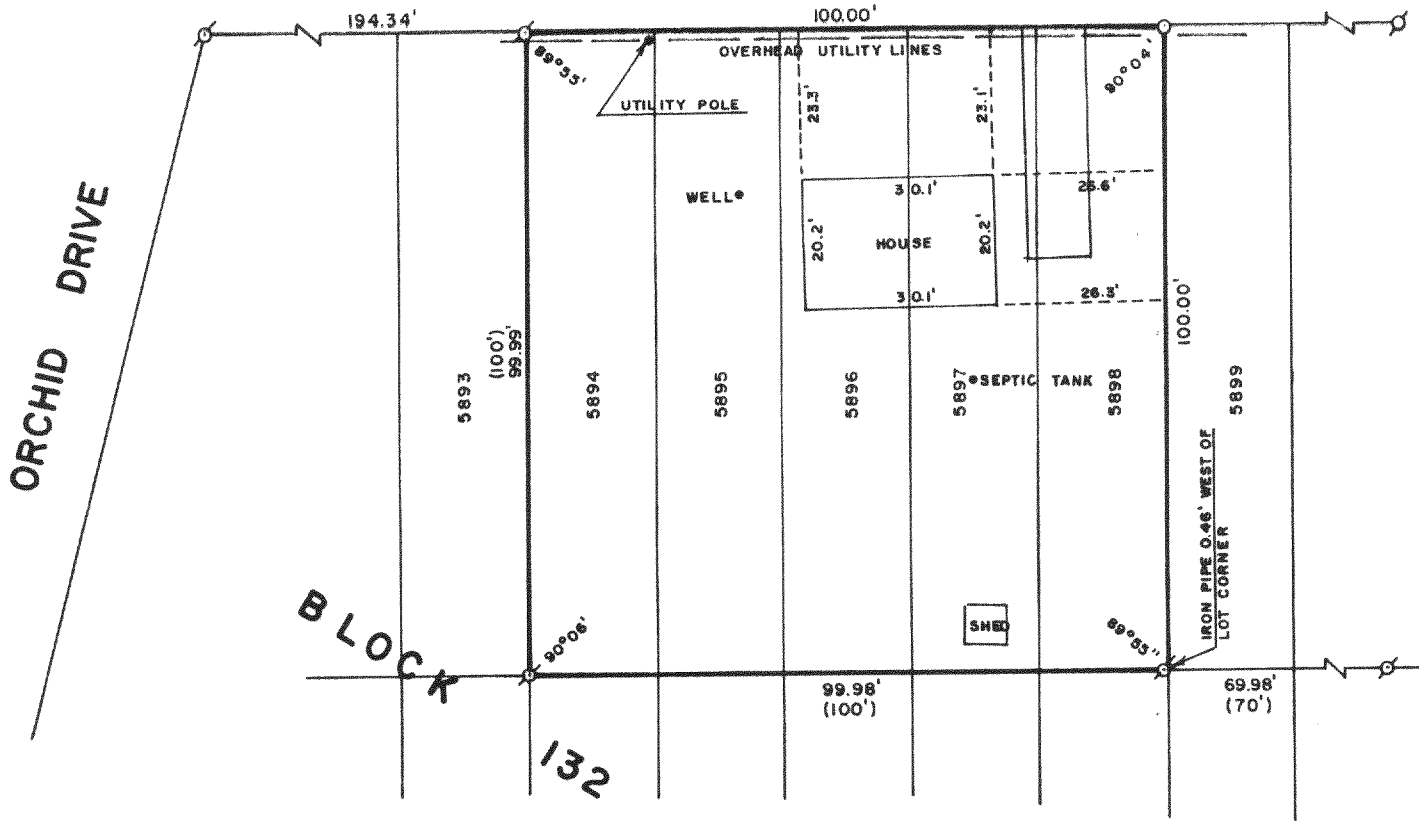 194.34'
100.00'
OVERHEAD UTILITY LINES
89°55'
90°04'
UTILITY POLE
23.3'
23.1'
WELL
30.1'
26.6'
20.2'
HOUSE
20.2'
30.1'
26.3'
ORCHID DRIVE
(100')
99.99'
100.00'
5893
5894
5895
5896
5897
SEPTIC TANK
5898
5899
IRON PIPE 0.46' WEST OF
LOT CORNER
BLOCK
132
90°06'
SHED
89°55"
99.98'
(100')
69.98'
(70')